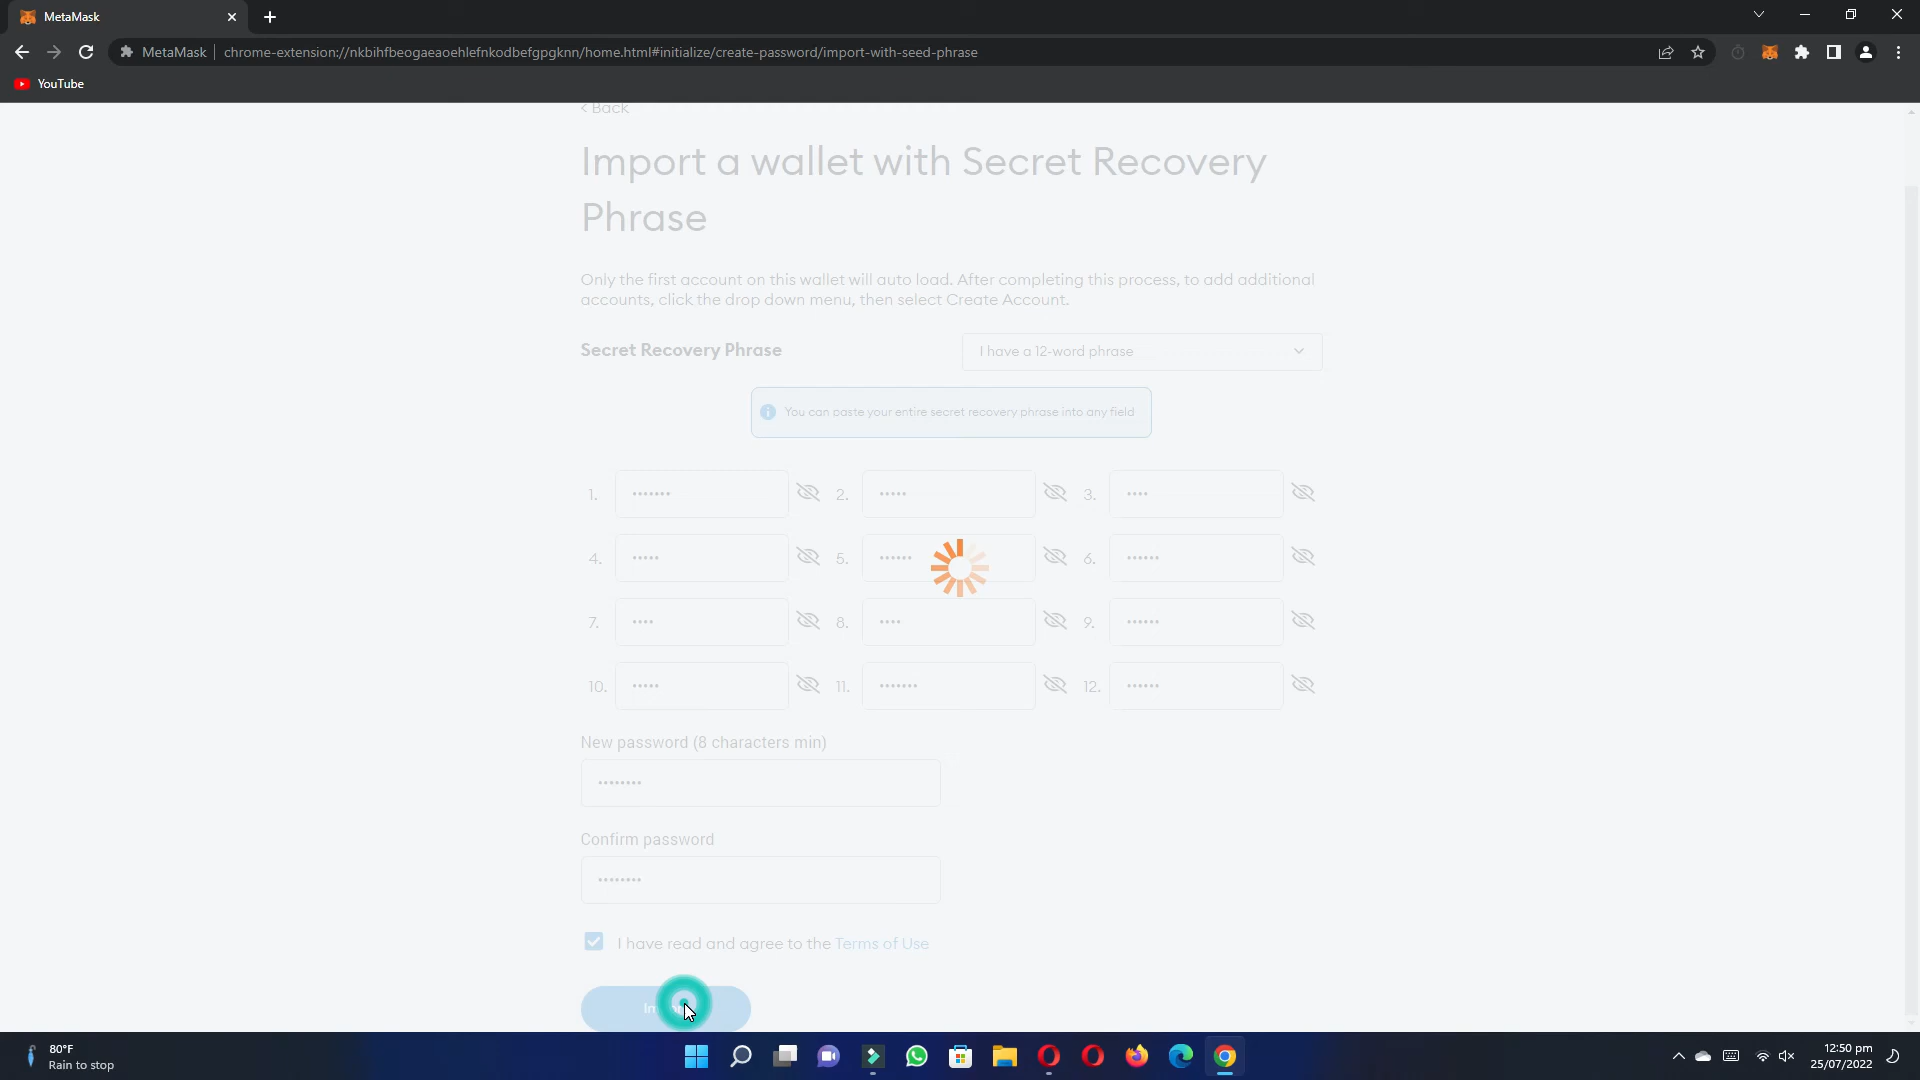 MetaMask
MetaMask
chrome-extension://nkbihfbeogaeaoehlefnkodbefgpgknn/home.html#initialize/create-password/import-with-seed-phrase
YouTube
< Back
Import a wallet with Secret Recovery
Phrase
Only the first account on this wallet will auto load. After completing this process, to add additional
accounts, click the drop down menu, then select Create Account.
Secret Recovery Phrase
I have a 12-word phrase
You can paste your entire secret recovery phrase into any field
1. ••••••• 2. ••••• 3. ••••
4. ••••• 5. •••••• 6. ••••••
7. •••• 8. •••• 9. ••••••
10. ••••• 11. ••••••• 12. ••••••
New password (8 characters min)
••••••••
Confirm password
••••••••
I have read and agree to the Terms of Use
80°F
Rain to stop
12:50 pm
25/07/2022